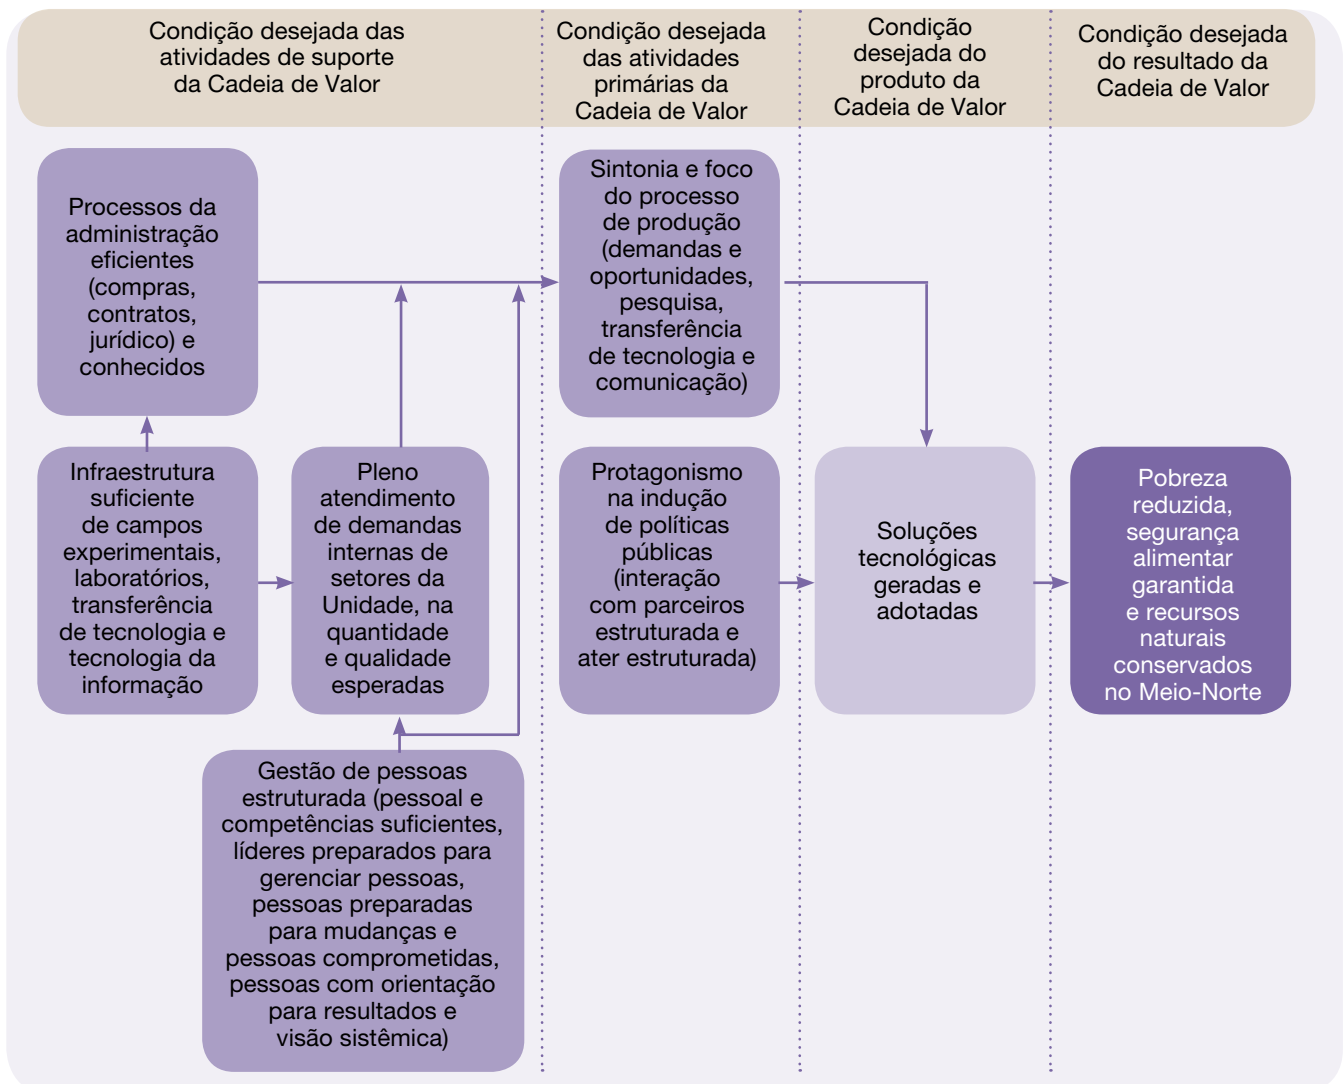 Condição desejada das
atividades de suporte
da Cadeia de Valor
Condição desejada
das atividades
primárias da
Cadeia de Valor
Condição
desejada do
produto da
Cadeia de Valor
Condição desejada
do resultado da
Cadeia de Valor
Processos da
administração
eficientes
(compras,
contratos,
jurídico) e
conhecidos
Sintonia e foco
do processo
de produção
(demandas e
oportunidades,
pesquisa,
transferência
de tecnologia e
comunicação)
Infraestrutura
suficiente
de campos
experimentais,
laboratórios,
transferência
de tecnologia e
tecnologia da
informação
Pleno
atendimento
de demandas
internas de
setores da
Unidade, na
quantidade
e qualidade
esperadas
Protagonismo
na indução
de políticas
públicas
(interação
com parceiros
estruturada e
ater estruturada)
Soluções
tecnológicas
geradas e
adotadas
Pobreza
reduzida,
segurança
alimentar
garantida
e recursos
naturais
conservados
no Meio-Norte
Gestão de pessoas
estruturada (pessoal e
competências suficientes,
líderes preparados para
gerenciar pessoas,
pessoas preparadas
para mudanças e
pessoas comprometidas,
pessoas com orientação
para resultados e
visão sistêmica)